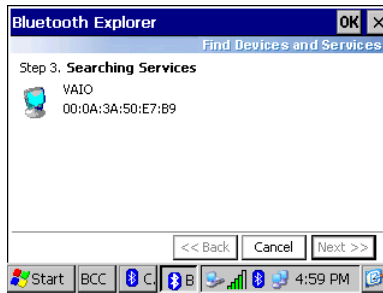 Bluetooth Explorer OK ×
Find Devices and Services
Step 3. Searching Services
VAIO
00:0A:3A:50:E7:B9
<< Back Cancel Next >>
Start BCC C. B 4:59 PM